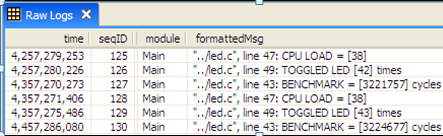 Raw Logs
time seqID module formattedMsg
4,257,279,253 125 Main "../led.c", line 47: CPU LOAD = [38]
4,257,280,226 126 Main "../led.c", line 49: TOGGLED LED [42] times
4,357,270,273 127 Main "../led.c", line 43: BENCHMARK = [3221757] cycles
4,357,271,406 128 Main "../led.c", line 47: CPU LOAD = [38]
4,357,275,486 129 Main "../led.c", line 49: TOGGLED LED [43] times
4,457,286,080 130 Main "../led.c", line 43: BENCHMARK = [3224677] cycles